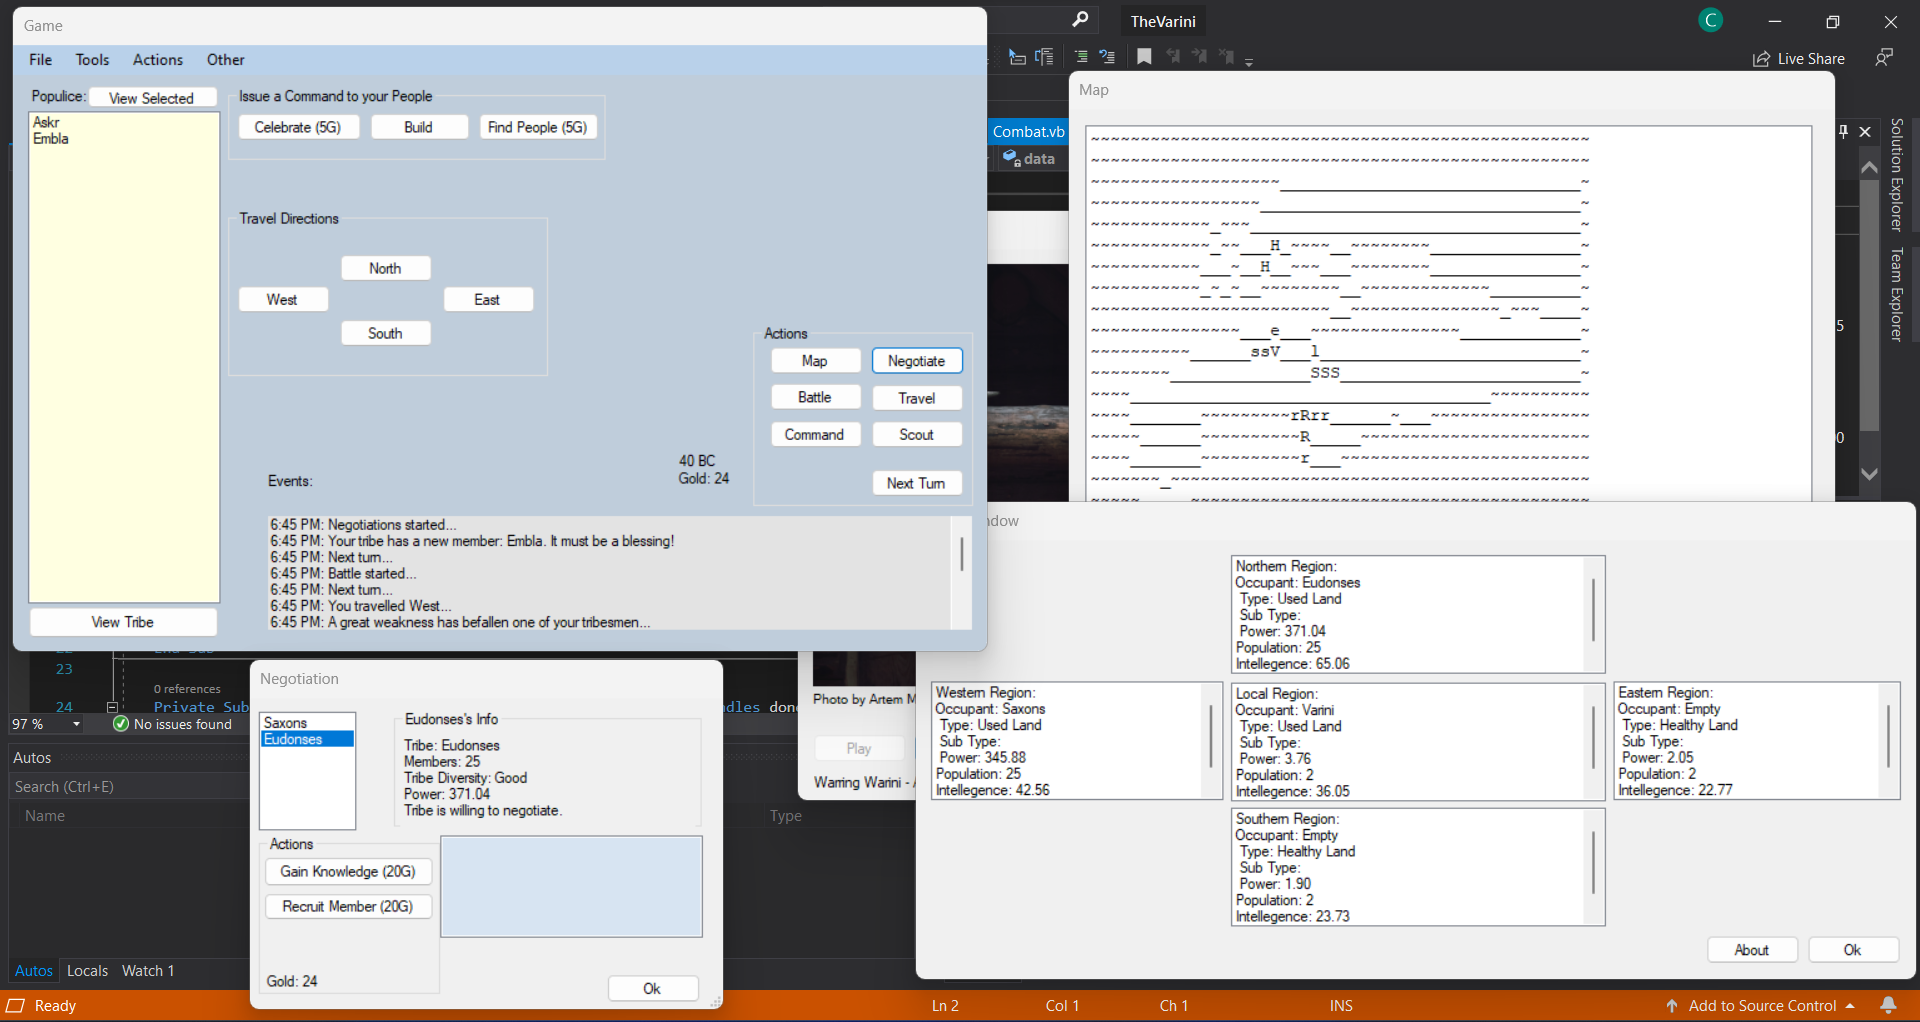 Game
File Tools Actions Other
Populice: View Selected
Askr
Embla
View Tribe
Issue a Command to your People
Celebrate (5G) Build Find People (5G)
Travel Directions
North
West East
South
Actions
Map Negotiate
Battle Travel
Command Scout
Next Turn
40 BC
Gold: 24
Events:
6:45 PM: Negotiations started...
6:45 PM: Your tribe has a new member: Embla. It must be a blessing!
6:45 PM: Next turn...
6:45 PM: Battle started...
6:45 PM: Next turn...
6:45 PM: You travelled West...
6:45 PM: A great weakness has befallen one of your tribesmen...
TheVarini
C
Live Share
Combat.vb
data
Solution Explorer
Team Explorer
5
0
Map
H
H
e
ssV l
SSS
rRrr
R
r
ndow
Northern Region:
Occupant: Eudonses
Type: Used Land
Sub Type:
Power: 371.04
Population: 25
Intellegence: 65.06
Western Region:
Occupant: Saxons
Type: Used Land
Sub Type:
Power: 345.88
Population: 25
Intellegence: 42.56
Local Region:
Occupant: Varini
Type: Used Land
Sub Type:
Power: 3.76
Population: 2
Intellegence: 36.05
Eastern Region:
Occupant: Empty
Type: Healthy Land
Sub Type:
Power: 2.05
Population: 2
Intellegence: 22.77
Southern Region:
Occupant: Empty
Type: Healthy Land
Sub Type:
Power: 1.90
Population: 2
Intellegence: 23.73
About Ok
23
0 references
24 Private Sub
ndles don
97 % No issues found
Autos
Search (Ctrl+E)
Name Type
Autos Locals Watch 1
Photo by Artem M
Play
Warring Warini -
Negotiation
Saxons
Eudonses
Eudonses's Info
Tribe: Eudonses
Members: 25
Tribe Diversity: Good
Power: 371.04
Tribe is willing to negotiate.
Actions
Gain Knowledge (20G)
Recruit Member (20G)
Gold: 24
Ok
Ready Ln 2 Col 1 Ch 1 INS Add to Source Control